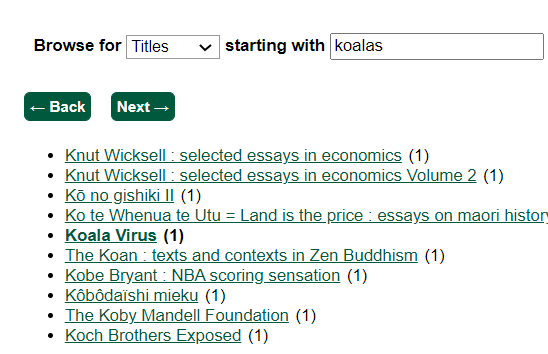 Browse for Titles starting with koalas
← Back Next →
Knut Wicksell : selected essays in economics (1)
Knut Wicksell : selected essays in economics Volume 2 (1)
Kō no gishiki II (1)
Ko te Whenua te Utu = Land is the price : essays on maori history
Koala Virus (1)
The Koan : texts and contexts in Zen Buddhism (1)
Kobe Bryant : NBA scoring sensation (1)
Kôbôdaïshi mieku (1)
The Koby Mandell Foundation (1)
Koch Brothers Exposed (1)